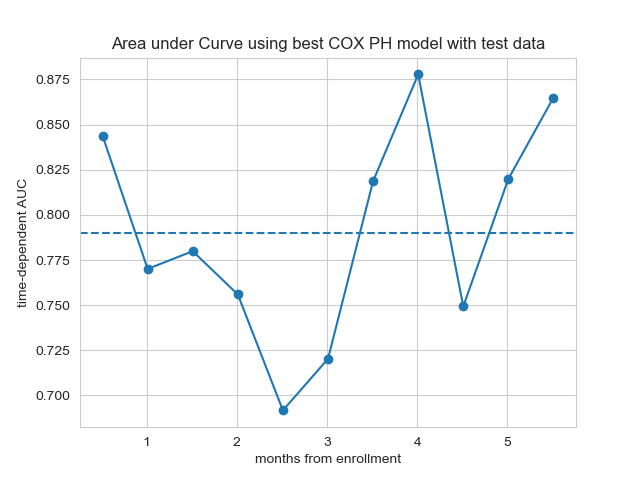 Area under Curve using best COX PH model with test data
time-dependent AUC
0.875
0.850
0.825
0.800
0.775
0.750
0.725
0.700
1 2 3 4 5
months from enrollment